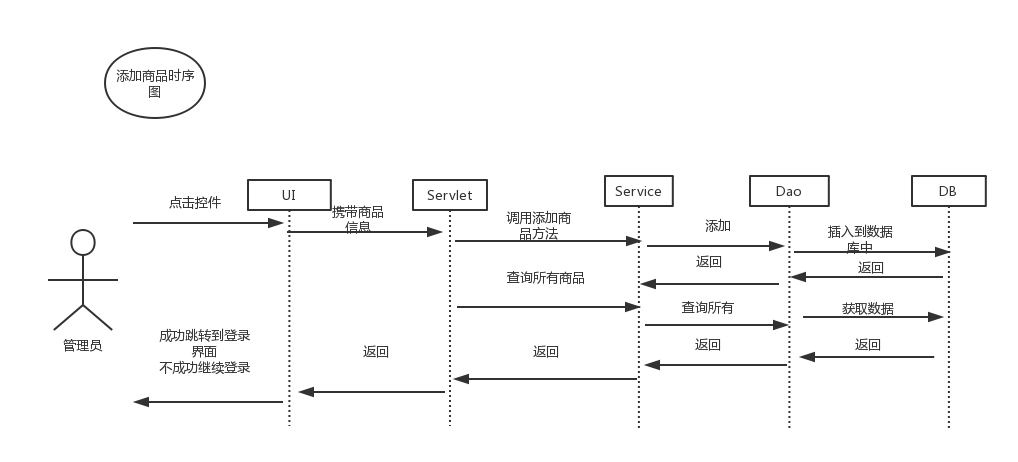 添加商品时序
图
UI
Servlet
Service
Dao
DB
点击控件
携带商品
信息
调用添加商
品方法
添加
插入到数据
库中
返回
返回
查询所有商品
查询所有
获取数据
管理员
成功跳转到登录
界面
不成功继续登录
返回
返回
返回
返回